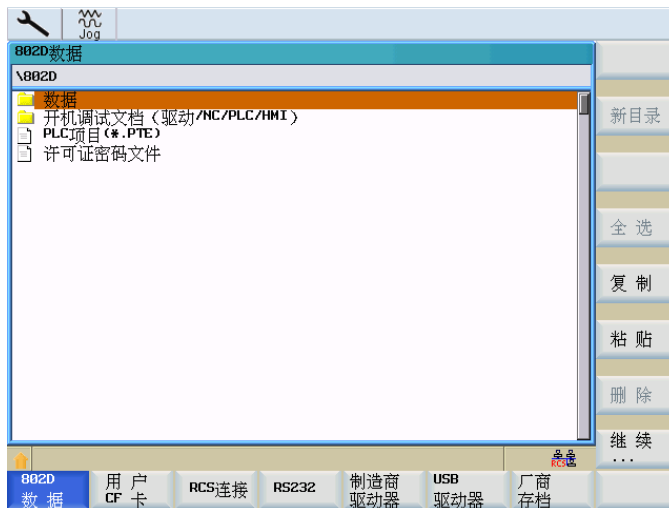 Jog
802D数据
\802D
数据
开机调试文档（驱动/NC/PLC/HMI）
PLC项目(*.PTE)
许可证密码文件
新目录
全 选
复 制
粘 贴
删 除
继 续
...
RCS
802D
数 据
用 户
CF 卡
RCS连接
RS232
制造商
驱动器
USB
驱动器
厂商
存档